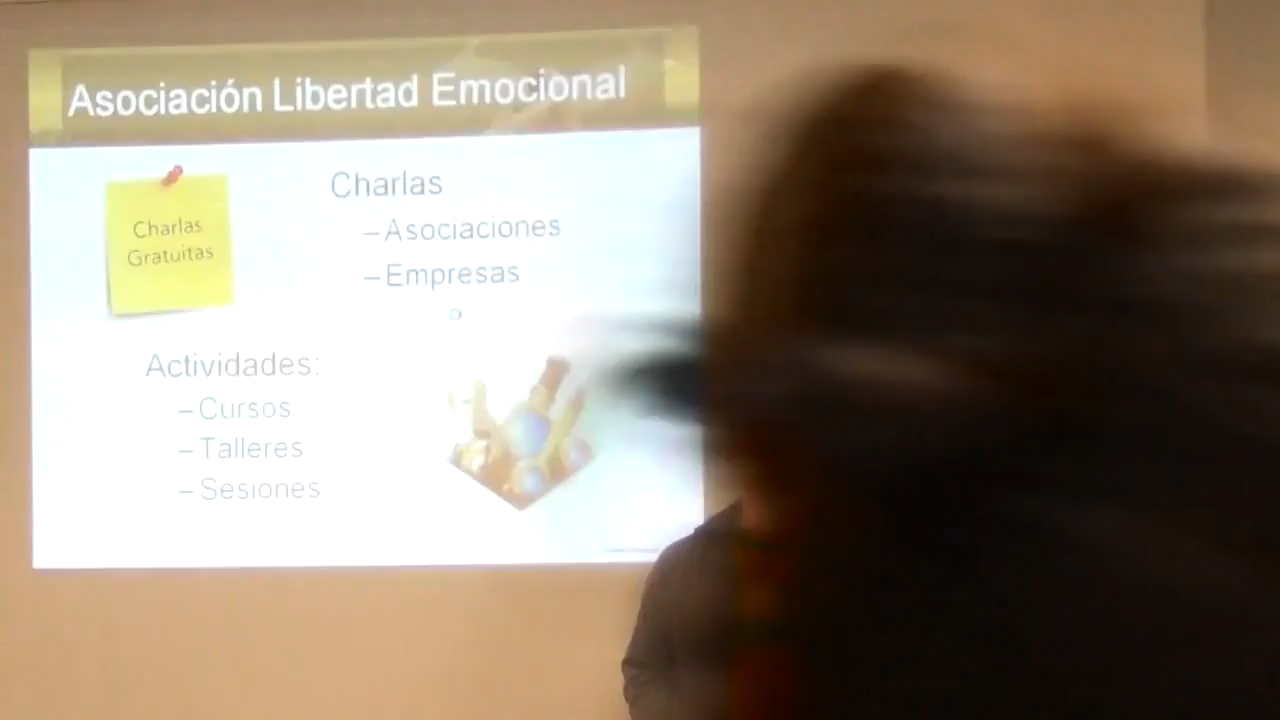 Asociación Libertad Emocional
Charlas
Gratuitas
Charlas
–Asociaciones
–Empresas
Actividades:
–Cursos
–Talleres
–Sesiones